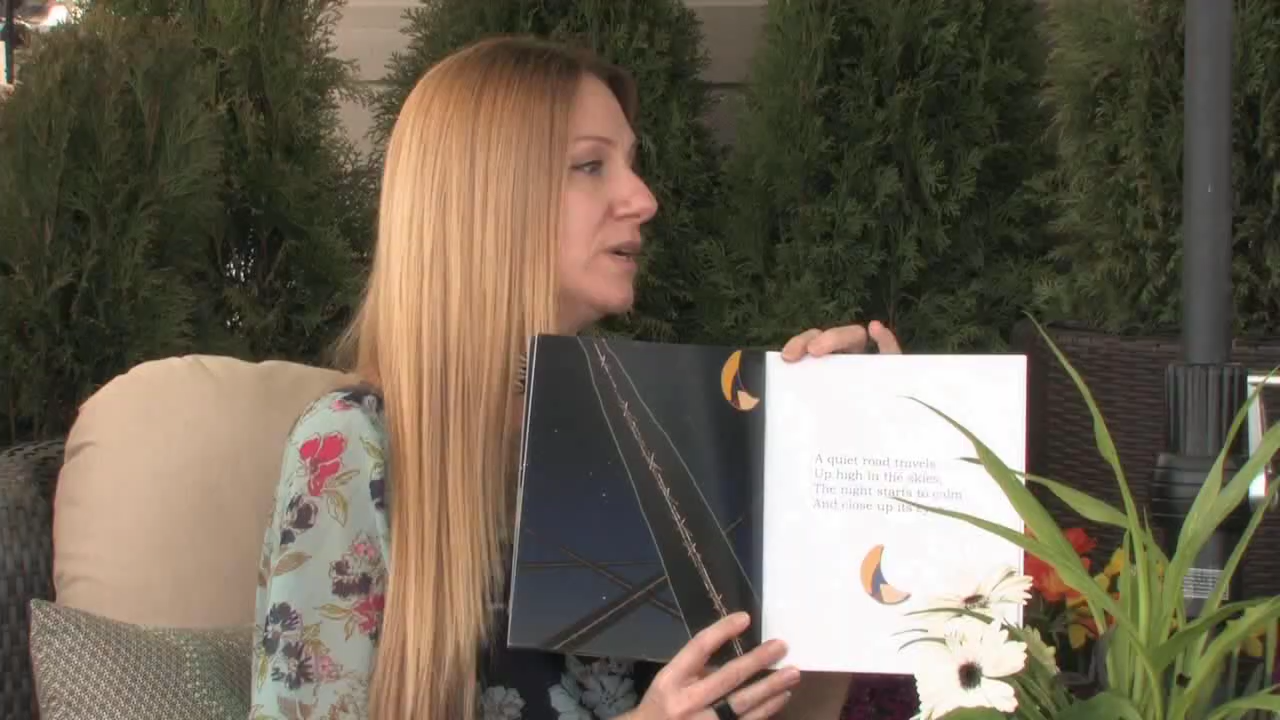 A quiet road travels
Up high in the skies,
The night starts to calm
And close up its